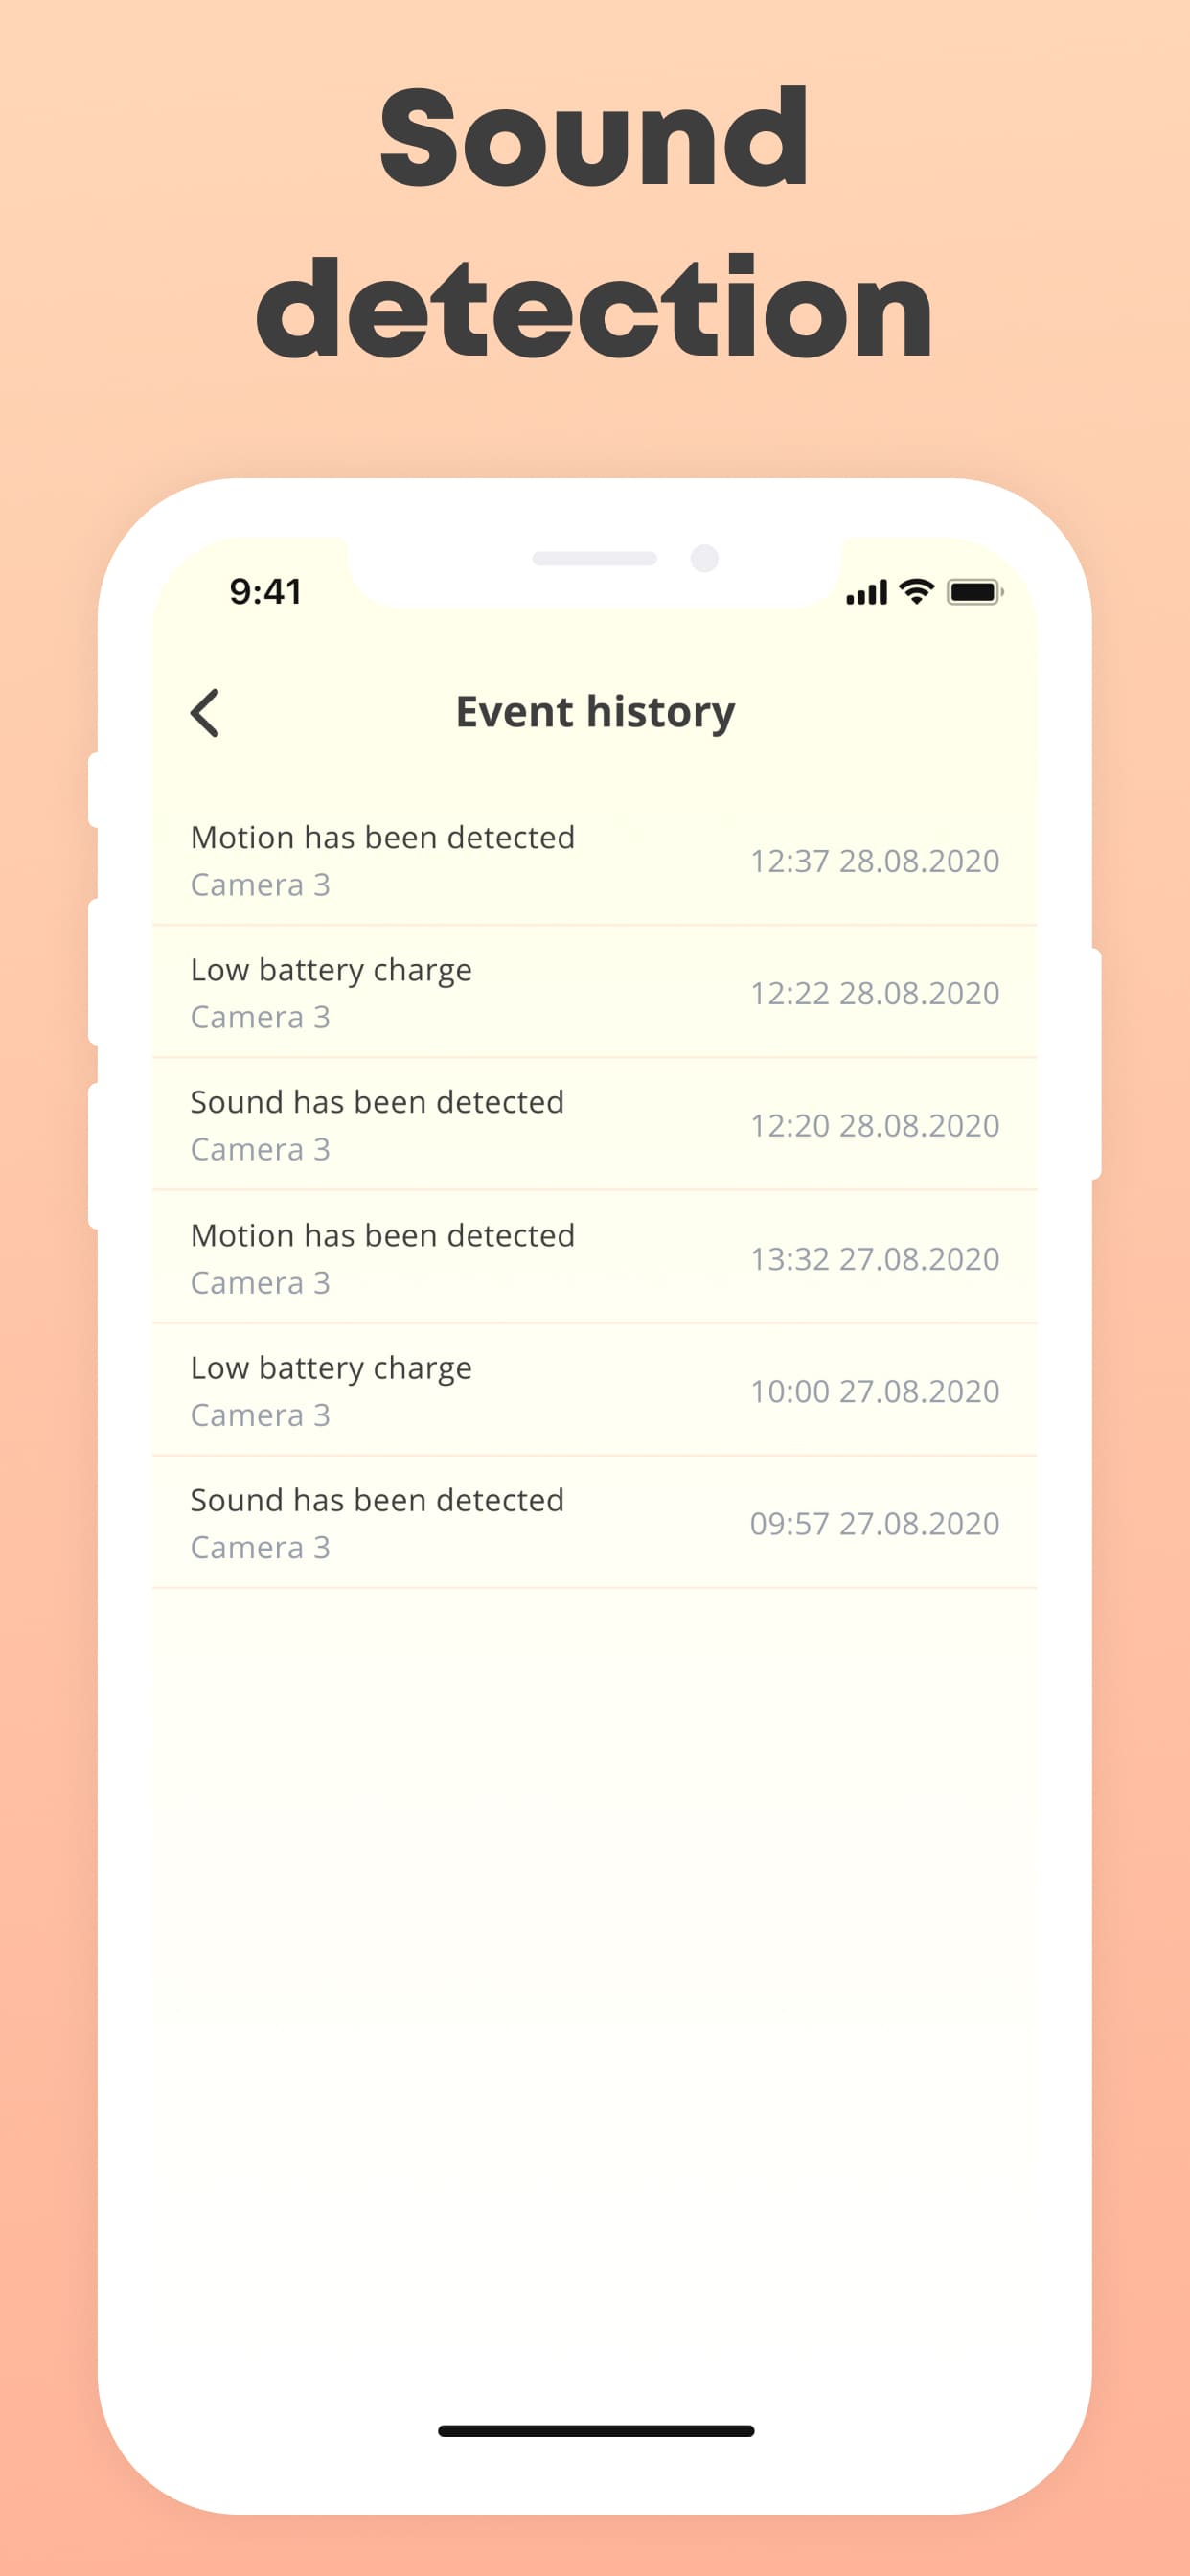 Sound
detection
9:41
Event history
Motion has been detected
Camera 3
12:37 28.08.2020
Low battery charge
Camera 3
12:22 28.08.2020
Sound has been detected
Camera 3
12:20 28.08.2020
Motion has been detected
Camera 3
13:32 27.08.2020
Low battery charge
Camera 3
10:00 27.08.2020
Sound has been detected
Camera 3
09:57 27.08.2020